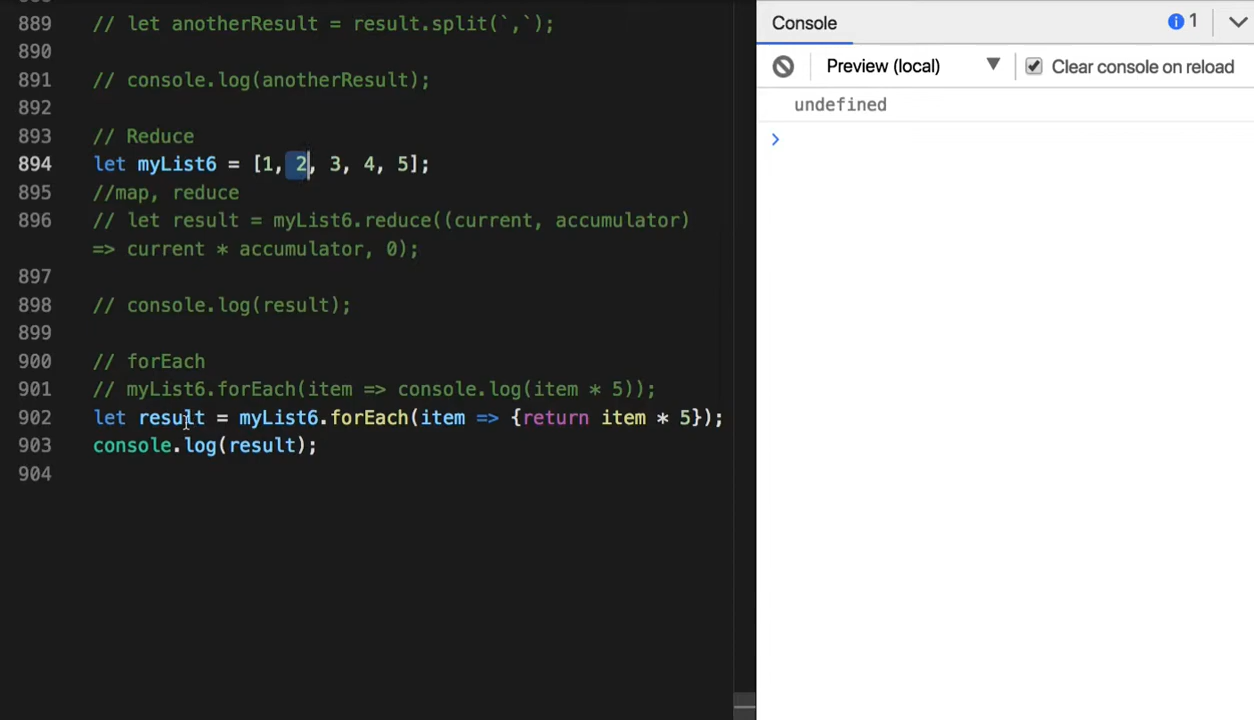 889 // let anotherResult = result.split(`,`);
890
891 // console.log(anotherResult);
892
893 // Reduce
894 let myList6 = [1, 2, 3, 4, 5];
895 //map, reduce
896 // let result = myList6.reduce((current, accumulator)
=> current * accumulator, 0);
897
898 // console.log(result);
899
900 // forEach
901 // myList6.forEach(item => console.log(item * 5));
902 let result = myList6.forEach(item => {return item * 5});
903 console.log(result);
904
Console
1
Preview (local)
Clear console on reload
undefined
>